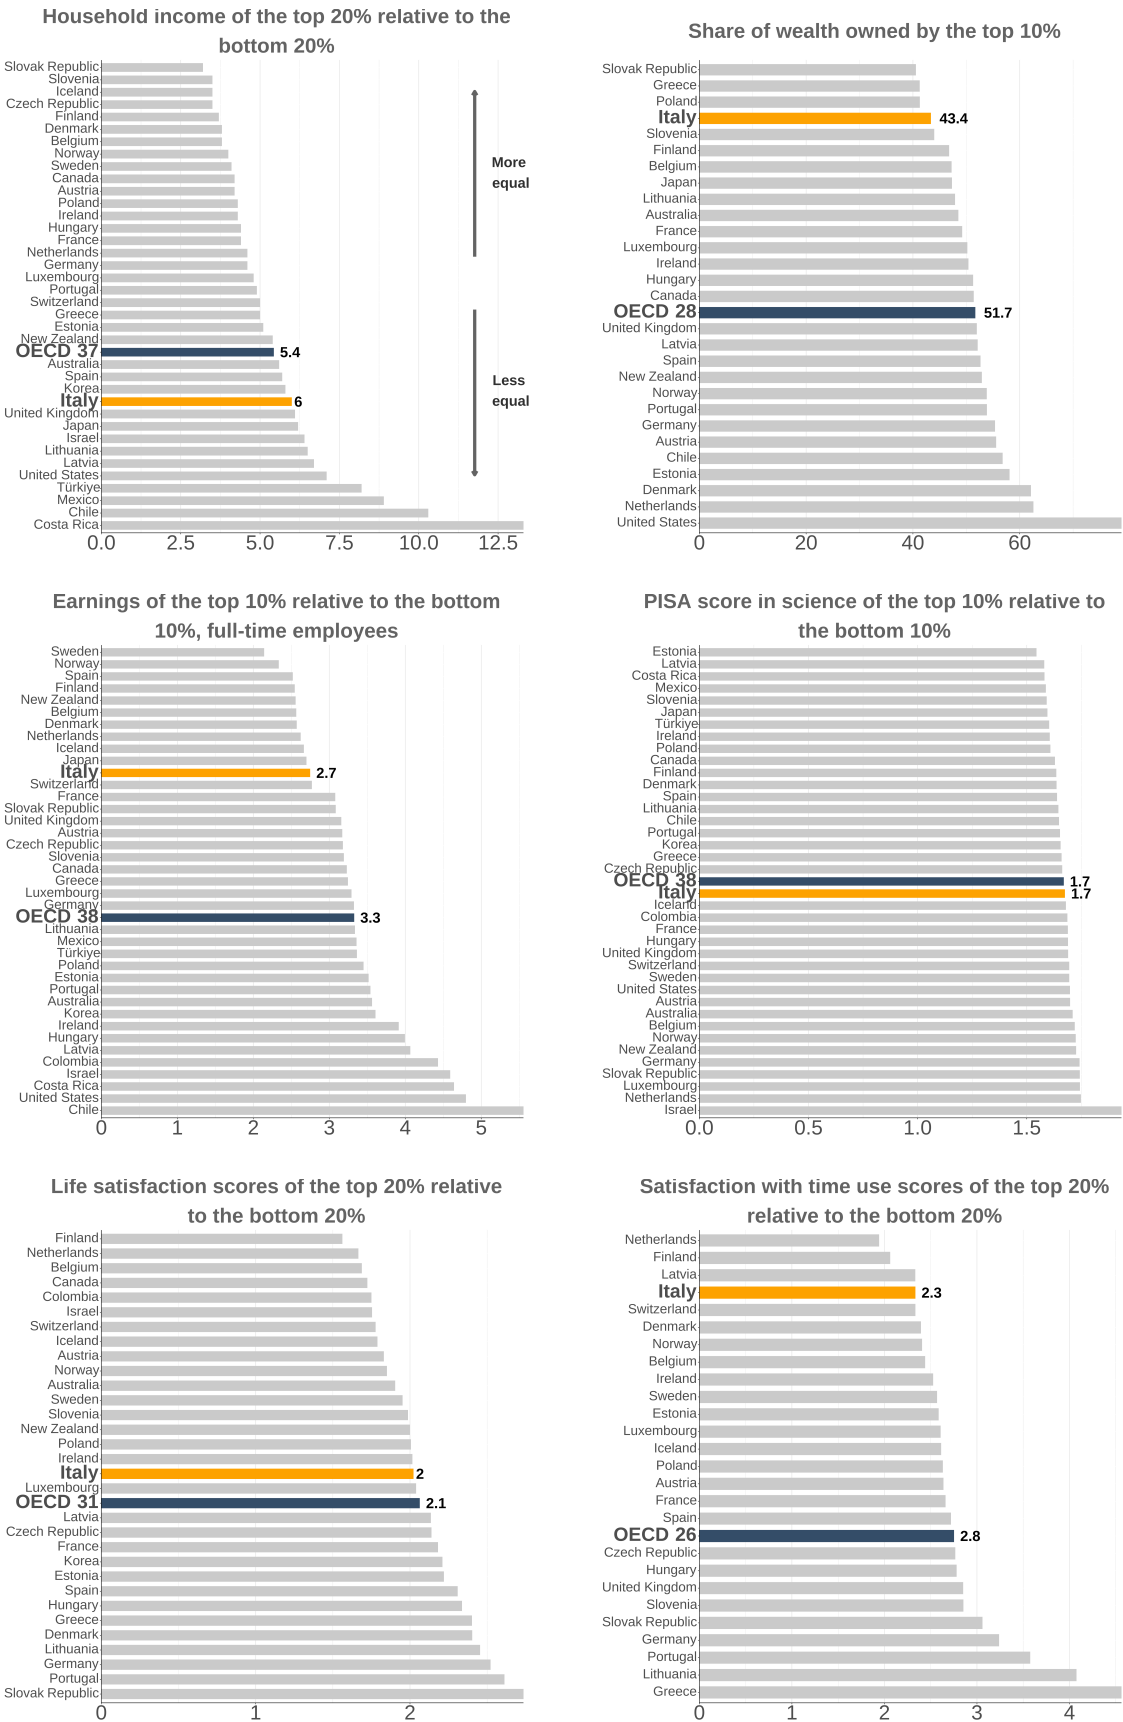 Household income of the top 20% relative to the
bottom 20%
Slovak Republic
Slovenia
Iceland
Czech Republic
Finland
Denmark
Belgium
Norway
Sweden
Canada
Austria
Poland
Ireland
Hungary
France
Netherlands
Germany
Luxembourg
Portugal
Switzerland
Greece
Estonia
New Zealand
OECD 37 5.4
Australia
Spain
Korea
Italy 6
United Kingdom
Japan
Israel
Lithuania
Latvia
United States
Türkiye
Mexico
Chile
Costa Rica
More
equal
Less
equal
0.0 2.5 5.0 7.5 10.0 12.5
Share of wealth owned by the top 10%
Slovak Republic
Greece
Poland
Italy 43.4
Slovenia
Finland
Belgium
Japan
Lithuania
Australia
France
Luxembourg
Ireland
Hungary
Canada
OECD 28 51.7
United Kingdom
Latvia
Spain
New Zealand
Norway
Portugal
Germany
Austria
Chile
Estonia
Denmark
Netherlands
United States
0 20 40 60
Earnings of the top 10% relative to the bottom
10%, full-time employees
Sweden
Norway
Spain
Finland
New Zealand
Belgium
Denmark
Netherlands
Iceland
Japan
Italy 2.7
Switzerland
France
Slovak Republic
United Kingdom
Austria
Czech Republic
Slovenia
Canada
Greece
Luxembourg
Germany
OECD 38 3.3
Lithuania
Mexico
Türkiye
Poland
Estonia
Portugal
Australia
Korea
Ireland
Hungary
Latvia
Colombia
Israel
Costa Rica
United States
Chile
0 1 2 3 4 5
PISA score in science of the top 10% relative to
the bottom 10%
Estonia
Latvia
Costa Rica
Mexico
Slovenia
Japan
Türkiye
Ireland
Poland
Canada
Finland
Denmark
Spain
Lithuania
Chile
Portugal
Korea
Greece
Czech Republic
OECD 38 1.7
Italy 1.7
Iceland
Colombia
France
Hungary
United Kingdom
Switzerland
Sweden
United States
Austria
Australia
Belgium
Norway
New Zealand
Germany
Slovak Republic
Luxembourg
Netherlands
Israel
0.0 0.5 1.0 1.5
Life satisfaction scores of the top 20% relative
to the bottom 20%
Finland
Netherlands
Belgium
Canada
Colombia
Israel
Switzerland
Iceland
Austria
Norway
Australia
Sweden
Slovenia
New Zealand
Poland
Ireland
Italy 2
Luxembourg
OECD 31 2.1
Latvia
Czech Republic
France
Korea
Estonia
Spain
Hungary
Greece
Denmark
Lithuania
Germany
Portugal
Slovak Republic
0 1 2
Satisfaction with time use scores of the top 20%
relative to the bottom 20%
Netherlands
Finland
Latvia
Italy 2.3
Switzerland
Denmark
Norway
Belgium
Ireland
Sweden
Estonia
Luxembourg
Iceland
Poland
Austria
France
Spain
OECD 26 2.8
Czech Republic
Hungary
United Kingdom
Slovenia
Slovak Republic
Germany
Portugal
Lithuania
Greece
0 1 2 3 4